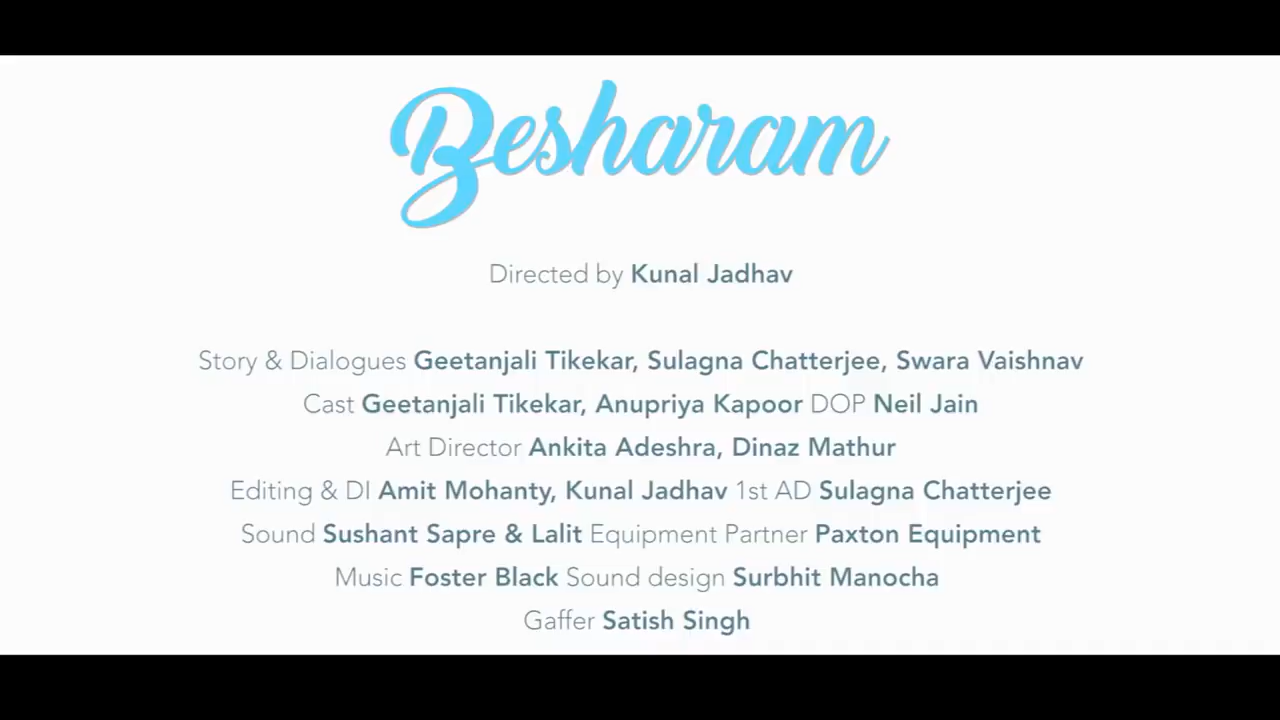 Besharam
Directed by Kunal Jadhav
Story & Dialogues Geetanjali Tikekar, Sulagna Chatterjee, Swara Vaishnav
Cast Geetanjali Tikekar, Anupriya Kapoor DOP Neil Jain
Art Director Ankita Adeshra, Dinaz Mathur
Editing & DI Amit Mohanty, Kunal Jadhav 1st AD Sulagna Chatterjee
Sound Sushant Sapre & Lalit Equipment Partner Paxton Equipment
Music Foster Black Sound design Surbhit Manocha
Gaffer Satish Singh